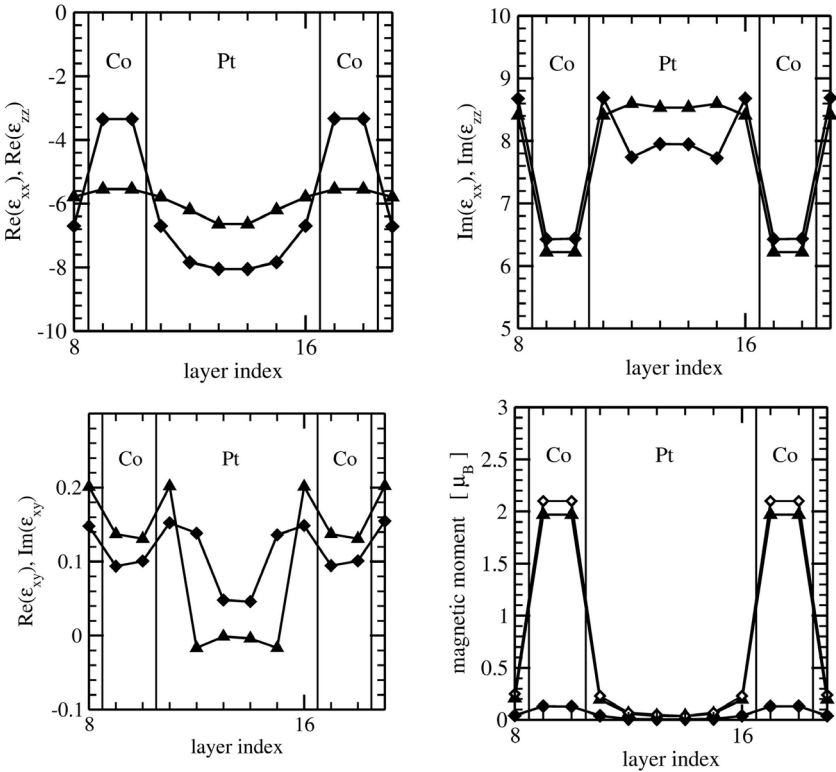 0
-2
-4
-6
-8
-10
Re(ε_xx), Re(ε_zz)
Co
Pt
Co
8
16
layer index
10
9
8
7
6
5
Im(ε_xx), Im(ε_zz)
Co
Pt
Co
8
16
layer index
0.2
0.1
0
-0.1
Re(ε_xy), Im(ε_xy)
Co
Pt
Co
8
16
layer index
3
2.5
2
1.5
1
0.5
0
magnetic moment [ μ_B ]
Co
Pt
Co
8
16
layer index